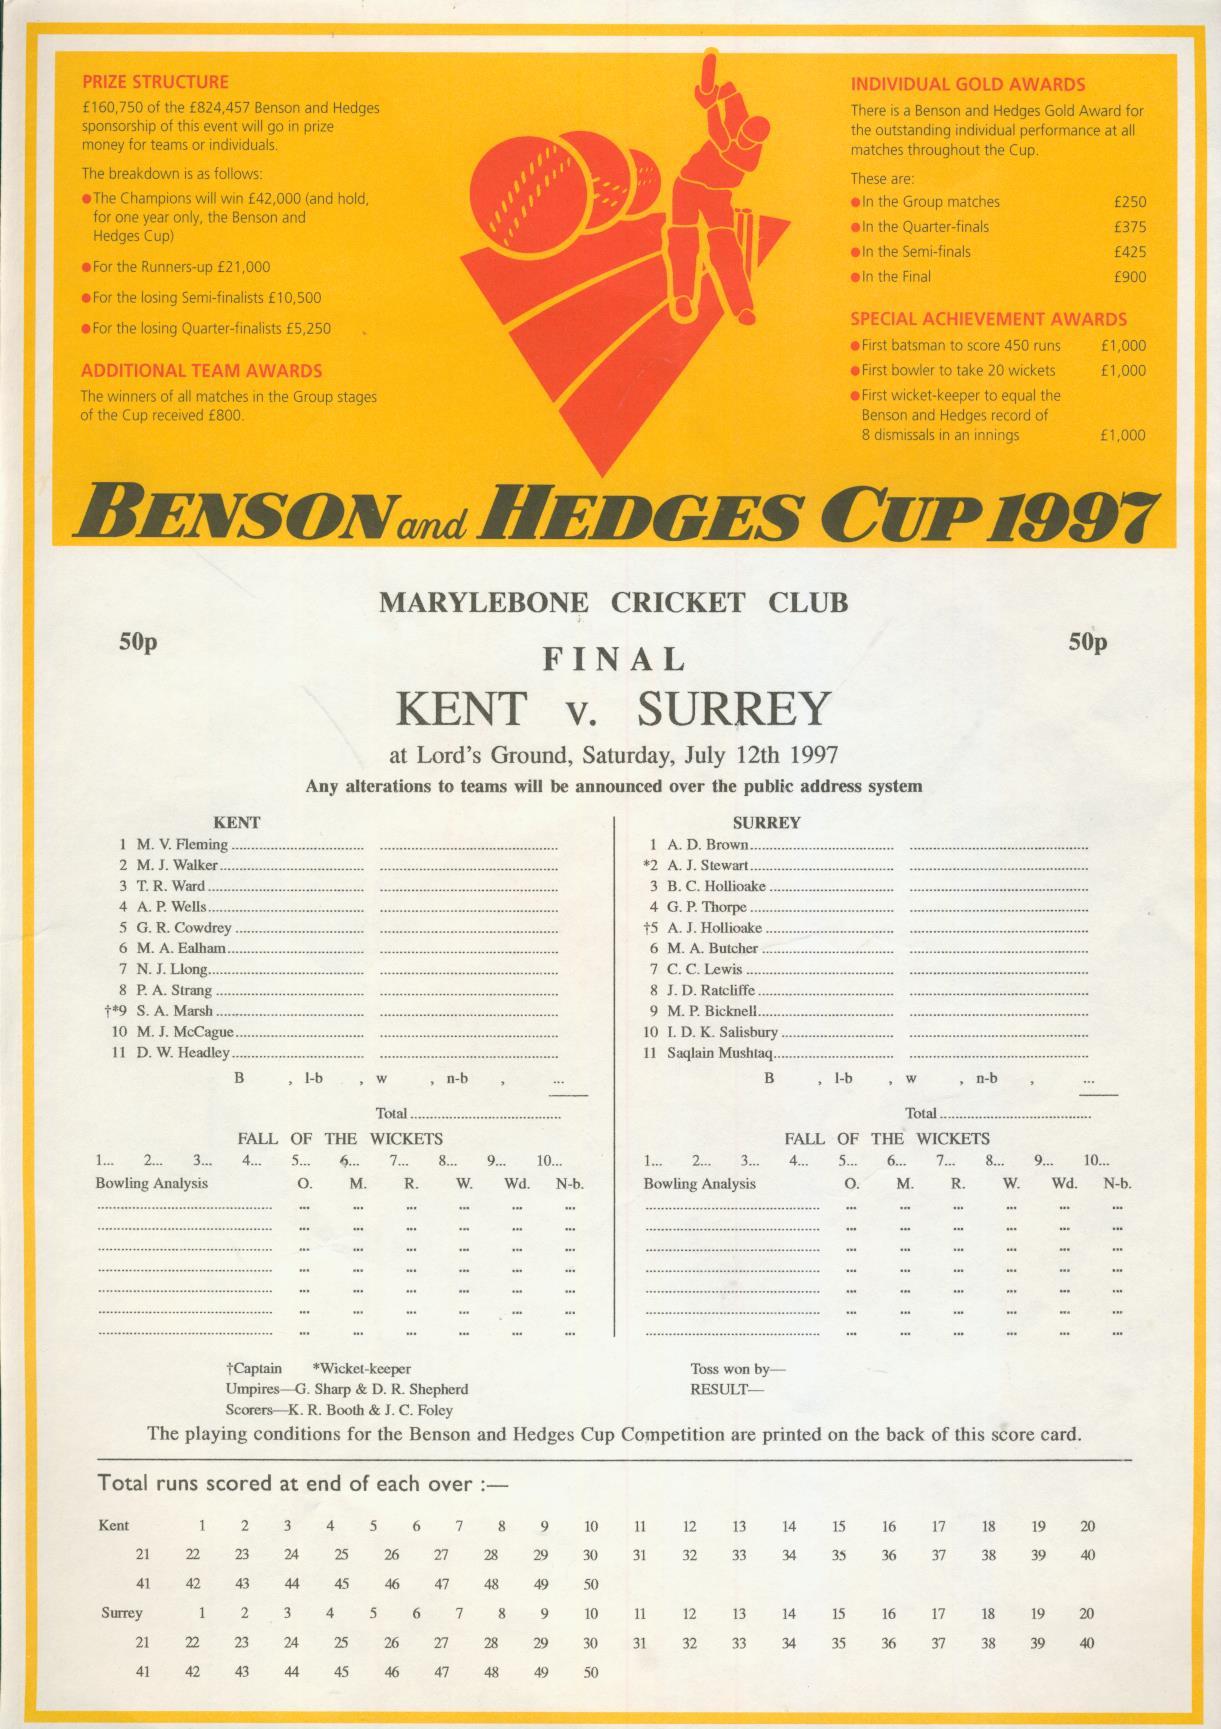 PRIZE STRUCTURE
£160,750 of the £824,457 Benson and Hedges
sponsorship of this event will go in prize
money for teams or individuals.
The breakdown is as follows:
●The Champions will win £42,000 (and hold,
for one year only, the Benson and
Hedges Cup)
●For the Runners-up £21,000
●For the losing Semi-finalists £10,500
●For the losing Quarter-finalists £5,250
ADDITIONAL TEAM AWARDS
The winners of all matches in the Group stages
of the Cup received £800.
INDIVIDUAL GOLD AWARDS
There is a Benson and Hedges Gold Award for
the outstanding individual performance at all
matches throughout the Cup.
These are:
●In the Group matches £250
●In the Quarter-finals £375
●In the Semi-finals £425
●In the Final £900
SPECIAL ACHIEVEMENT AWARDS
●First batsman to score 450 runs £1,000
●First bowler to take 20 wickets £1,000
●First wicket-keeper to equal the
Benson and Hedges record of
8 dismissals in an innings £1,000
BENSON and HEDGES CUP 1997
MARYLEBONE CRICKET CLUB
50p 50p
FINAL
KENT v. SURREY
at Lord's Ground, Saturday, July 12th 1997
Any alterations to teams will be announced over the public address system
KENT
1 M. V. Fleming
2 M. J. Walker
3 T. R. Ward
4 A. P. Wells
5 G. R. Cowdrey
6 M. A. Ealham
7 N. J. Llong
8 P. A. Strang
†*9 S. A. Marsh
10 M. J. McCague
11 D. W. Headley
B , l-b , w , n-b , ...
Total
FALL OF THE WICKETS
1... 2... 3... 4... 5... 6... 7... 8... 9... 10...
Bowling Analysis O. M. R. W. Wd. N-b.
SURREY
1 A. D. Brown
*2 A. J. Stewart
3 B. C. Hollioake
4 G. P. Thorpe
†5 A. J. Hollioake
6 M. A. Butcher
7 C. C. Lewis
8 J. D. Ratcliffe
9 M. P. Bicknell
10 I. D. K. Salisbury
11 Saqlain Mushtaq
B , l-b , w , n-b , ...
Total
FALL OF THE WICKETS
1... 2... 3... 4... 5... 6... 7... 8... 9... 10...
Bowling Analysis O. M. R. W. Wd. N-b.
†Captain *Wicket-keeper
Umpires—G. Sharp & D. R. Shepherd
Scorers—K. R. Booth & J. C. Foley
Toss won by—
RESULT—
The playing conditions for the Benson and Hedges Cup Competition are printed on the back of this score card.
Total runs scored at end of each over :—
Kent 1 2 3 4 5 6 7 8 9 10 11 12 13 14 15 16 17 18 19 20
21 22 23 24 25 26 27 28 29 30 31 32 33 34 35 36 37 38 39 40
41 42 43 44 45 46 47 48 49 50
Surrey 1 2 3 4 5 6 7 8 9 10 11 12 13 14 15 16 17 18 19 20
21 22 23 24 25 26 27 28 29 30 31 32 33 34 35 36 37 38 39 40
41 42 43 44 45 46 47 48 49 50